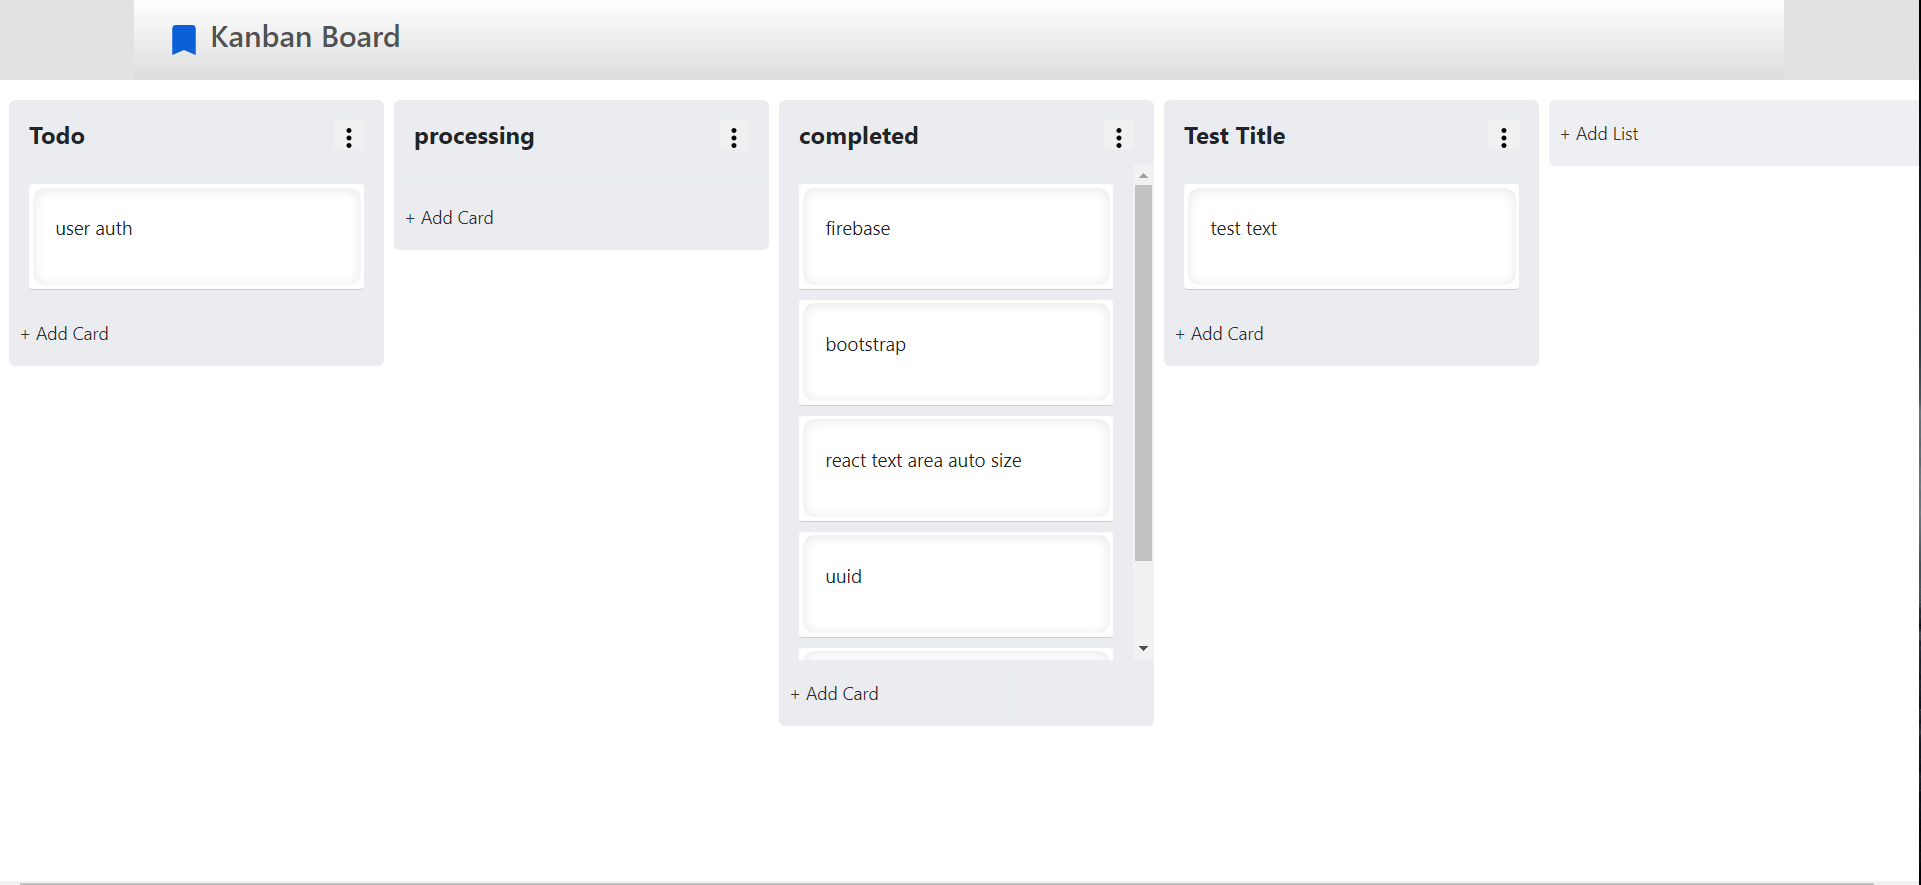 Kanban Board
Todo
user auth
+ Add Card
processing
+ Add Card
completed
firebase
bootstrap
react text area auto size
uuid
+ Add Card
Test Title
test text
+ Add Card
+ Add List